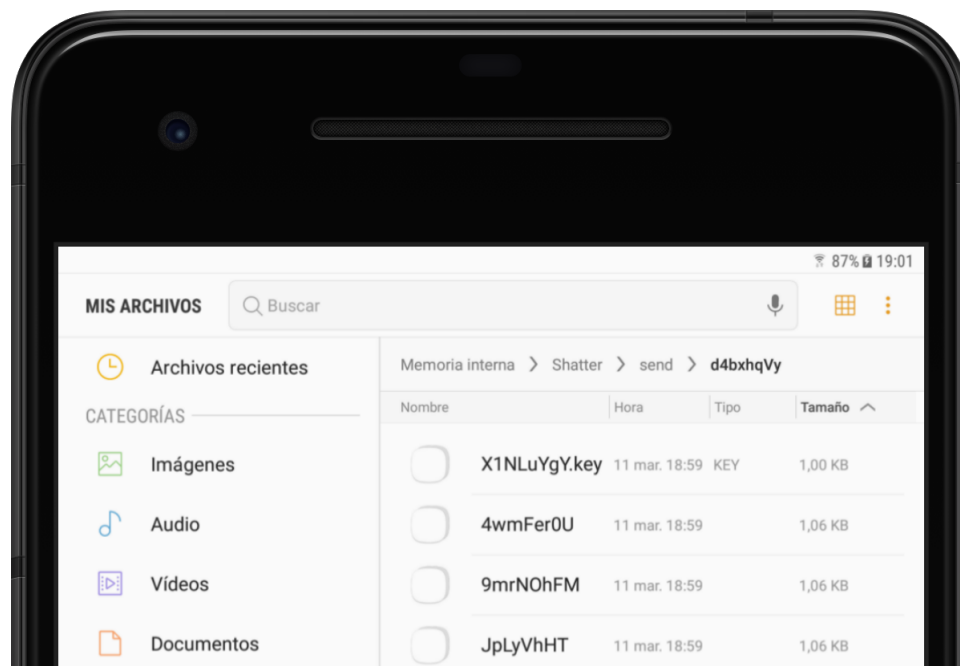 87% 19:01
MIS ARCHIVOS Buscar
Archivos recientes
CATEGORÍAS
Imágenes
Audio
Vídeos
Documentos
Memoria interna > Shatter > send > d4bxhqVy
Nombre Hora Tipo Tamaño
X1NLuYgY.key 11 mar. 18:59 KEY 1,00 KB
4wmFer0U 11 mar. 18:59 1,06 KB
9mrNOhFM 11 mar. 18:59 1,06 KB
JpLyVhHT 11 mar. 18:59 1,06 KB